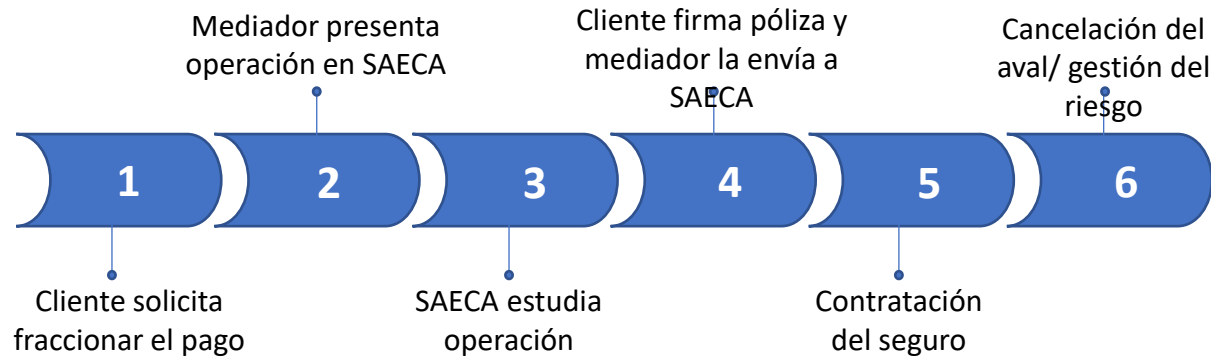 Mediador presenta
operación en SAECA
Cliente firma póliza y
mediador la envía a
SAECA
Cancelación del
aval/ gestión del
riesgo
1
2
3
4
5
6
Cliente solicita
fraccionar el pago
SAECA estudia
operación
Contratación
del seguro